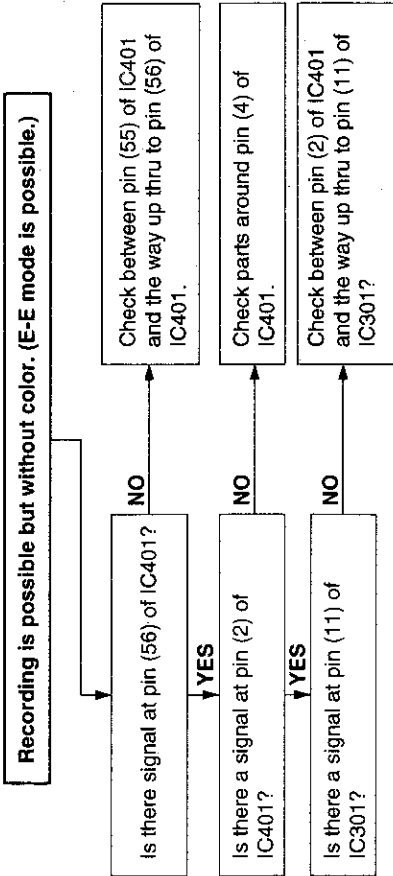 Recording is possible but without color. (E-E mode is possible.)
Is there signal at pin (56) of IC401?
NO
Check between pin (55) of IC401
and the way up thru to pin (56) of
IC401.
YES
Is there a signal at pin (2) of
IC401?
NO
Check parts around pin (4) of
IC401.
YES
Is there a signal at pin (11) of
IC301?
NO
Check between pin (2) of IC401
and the way up thru to pin (11) of
IC301?